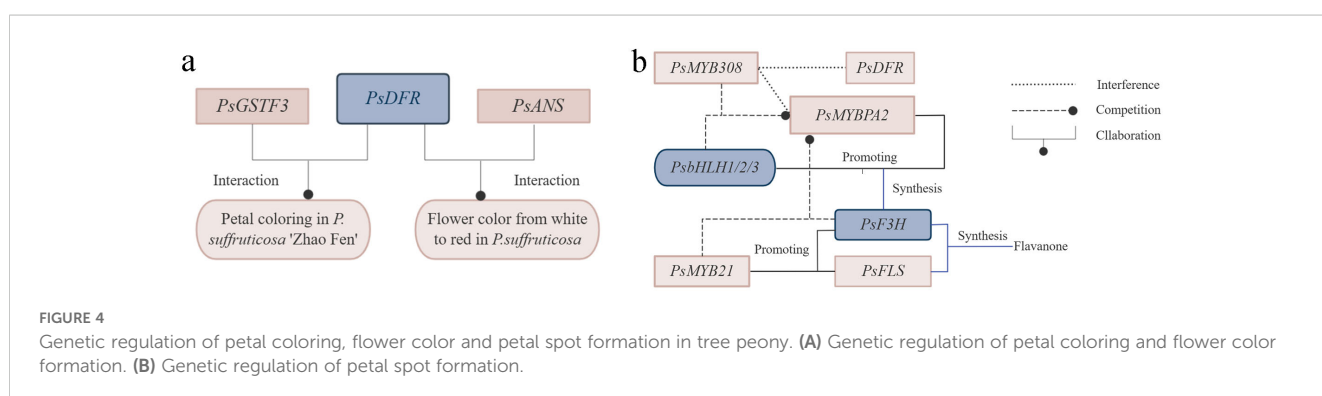 a
PsGSTF3
PsDFR
PsANS
Interaction
Interaction
Petal coloring in P.
suffruticosa 'Zhao Fen'
Flower color from white
to red in P.suffruticosa
b
PsMYB308
PsDFR
PsMYBPA2
PsbHLH1/2/3
Promoting
Synthesis
PsF3H
Promoting
Synthesis
Flavanone
PsMYB21
PsFLS
Interference
Competition
Cllaboration
FIGURE 4
Genetic regulation of petal coloring, flower color and petal spot formation in tree peony. (A) Genetic regulation of petal coloring and flower color
formation. (B) Genetic regulation of petal spot formation.